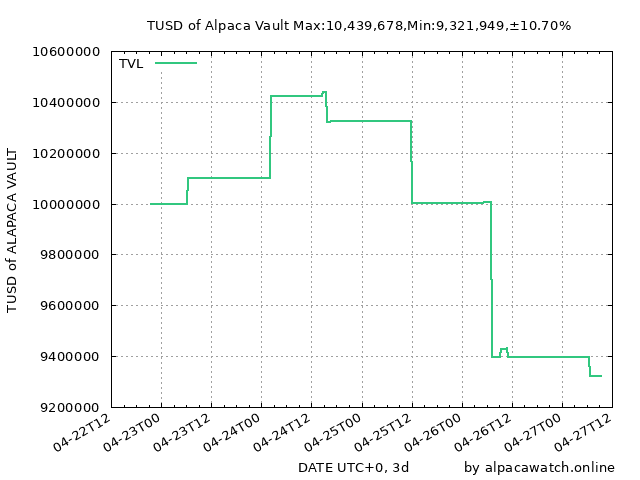 TUSD of Alpaca Vault Max:10,439,678,Min:9,321,949,±10.70%
TVL
10600000
10400000
10200000
10000000
9800000
9600000
9400000
9200000
TUSD of ALAPACA VAULT
04-22T12
04-23T00
04-23T12
04-24T00
04-24T12
04-25T00
04-25T12
04-26T00
04-26T12
04-27T00
04-27T12
DATE UTC+0, 3d
by alpacawatch.online